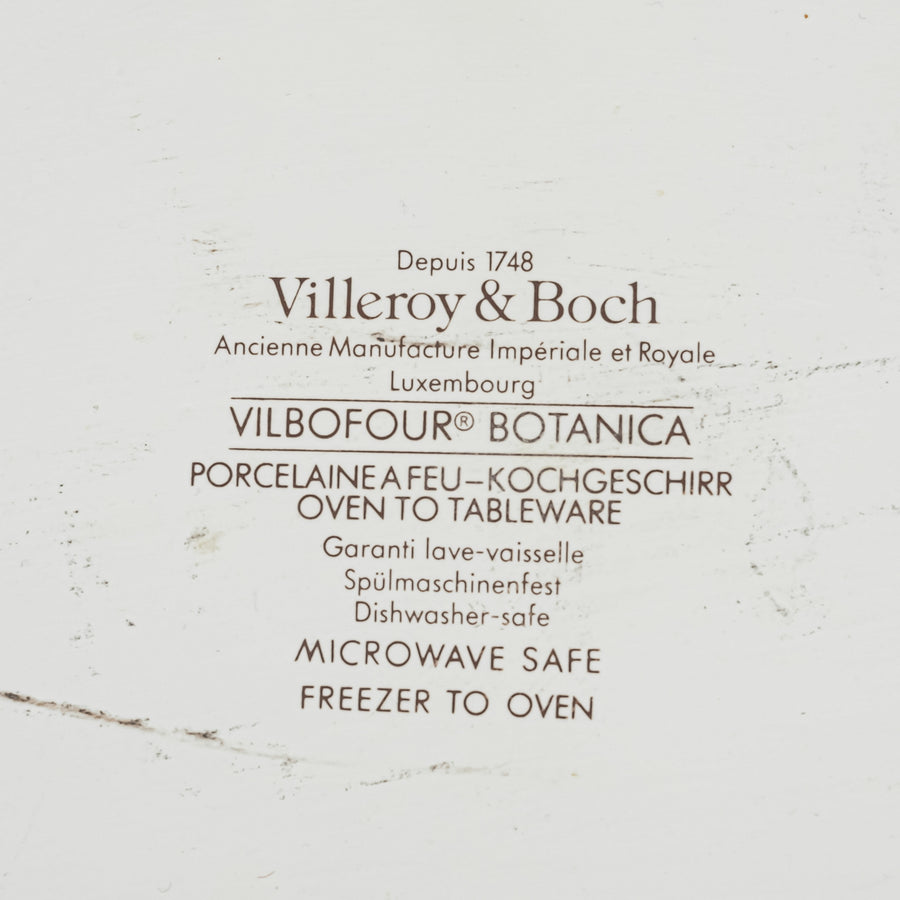 Depuis 1748
Villeroy & Boch
Ancienne Manufacture Impériale et Royale
Luxembourg
VILBOFOUR® BOTANICA
PORCELAINE A FEU–KOCHGESCHIRR
OVEN TO TABLEWARE
Garanti lave-vaisselle
Spülmaschinenfest
Dishwasher-safe
MICROWAVE SAFE
FREEZER TO OVEN